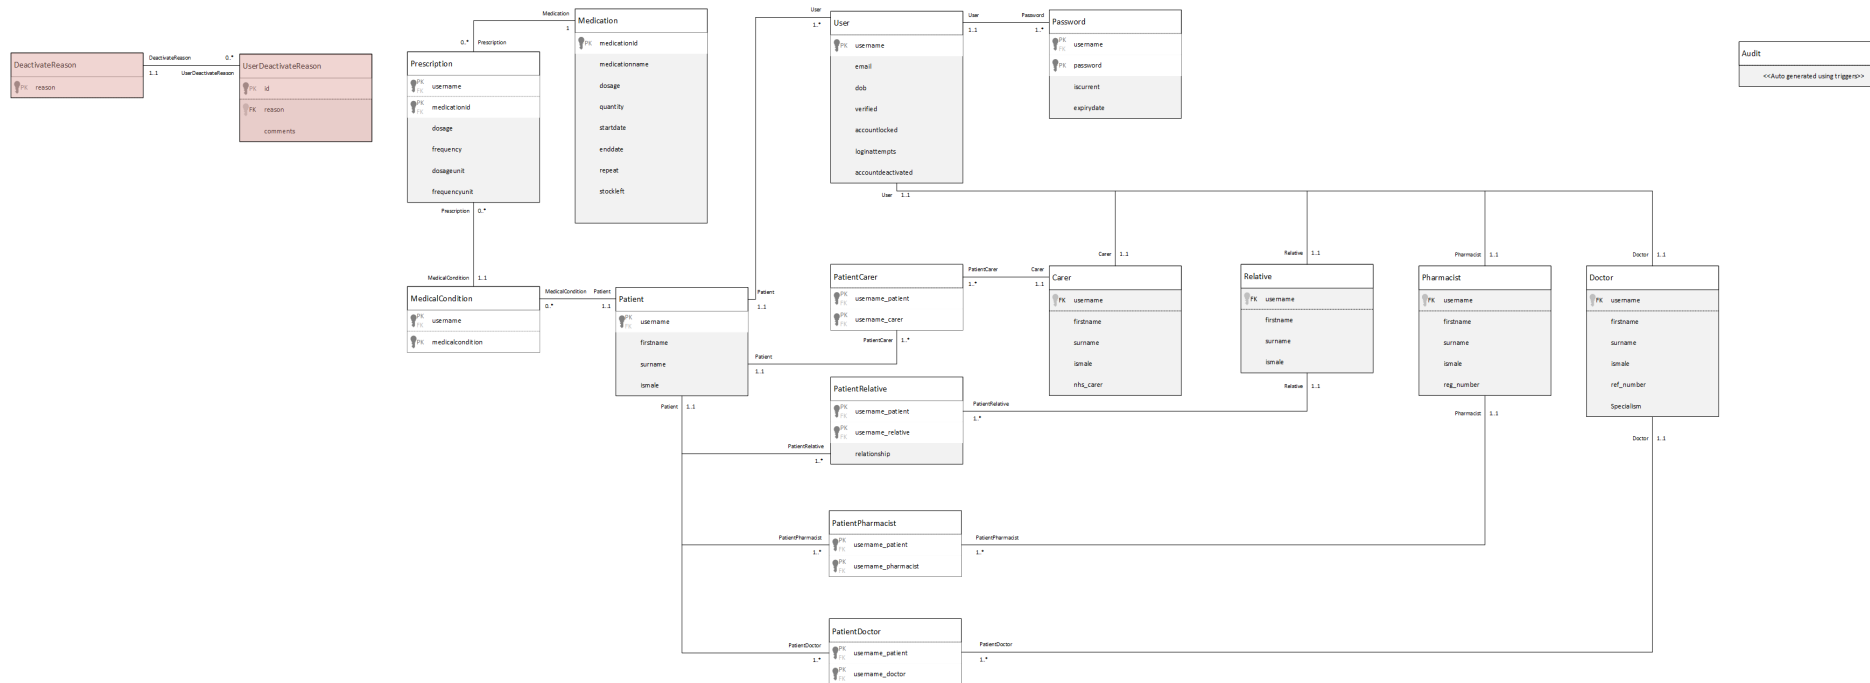 DeactivateReason
PK reason
DeactivateReason
1..1
0..*
UserDeactivateReason
UserDeactivateReason
PK id
FK reason
comments
Prescription
PK FK username
PK FK medicationid
dosage
frequency
dosageunit
frequencyunit
Medication
1
0..*
Prescription
Medication
PK medicationid
medicationname
dosage
quantity
startdate
enddate
repeat
stockleft
Prescription
0..*
MedicalCondition
1..1
MedicalCondition
PK FK username
PK medicalcondition
MedicalCondition
0..*
Patient
1..1
Patient
PK FK username
firstname
surname
ismale
User
1..*
Patient
1..1
User
PK username
email
dob
verified
accountlocked
loginattempts
accountdeactivated
User
1..1
Password
1..*
Password
PK FK username
PK password
iscurrent
expirydate
Audit
<<Auto generated using triggers>>
User
1..1
Carer
1..1
Relative
1..1
Pharmacist
1..1
Doctor
1..1
PatientCarer
PK FK username_patient
PK FK username_carer
PatientCarer
1..*
Carer
1..1
Carer
FK username
firstname
surname
ismale
nhs_carer
Relative
FK username
firstname
surname
ismale
Pharmacist
FK username
firstname
surname
ismale
reg_number
Doctor
FK username
firstname
surname
ismale
ref_number
Specialism
PatientCarer
1..*
Patient
1..1
PatientRelative
PK FK username_patient
PK FK username_relative
relationship
PatientRelative
1..*
Relative
1..1
Pharmacist
1..1
Doctor
1..1
Patient
1..1
PatientRelative
1..*
PatientPharmacist
PK FK username_patient
PK FK username_pharmacist
PatientPharmacist
1..*
PatientPharmacist
1..*
PatientDoctor
PK FK username_patient
PK username_doctor
PatientDoctor
1..*
PatientDoctor
1..*